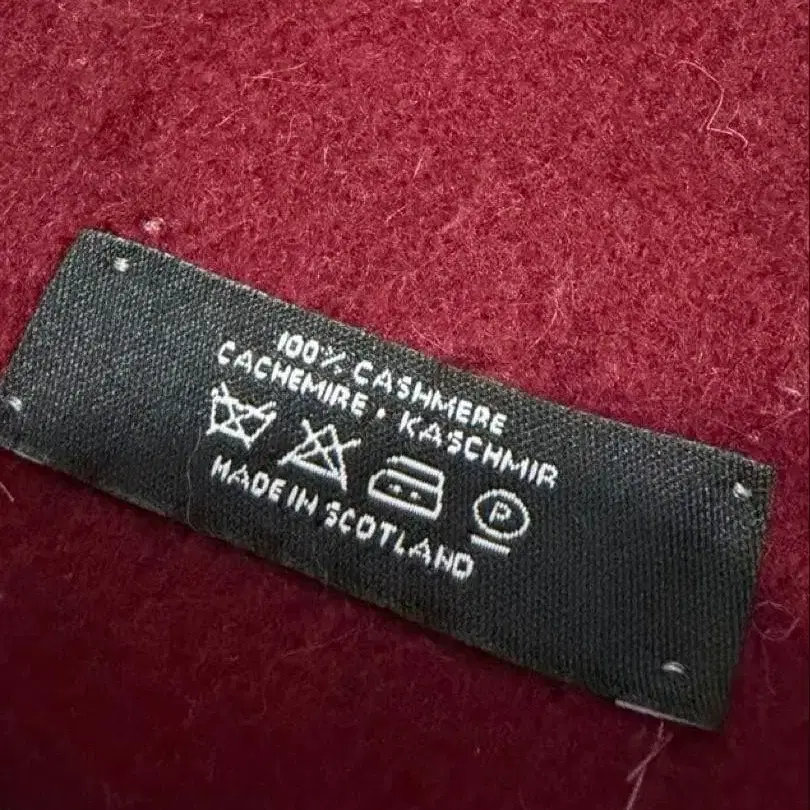 100% CASHMERE
CACHEMIRE • KASCHMIR
P
MADE IN SCOTLAND